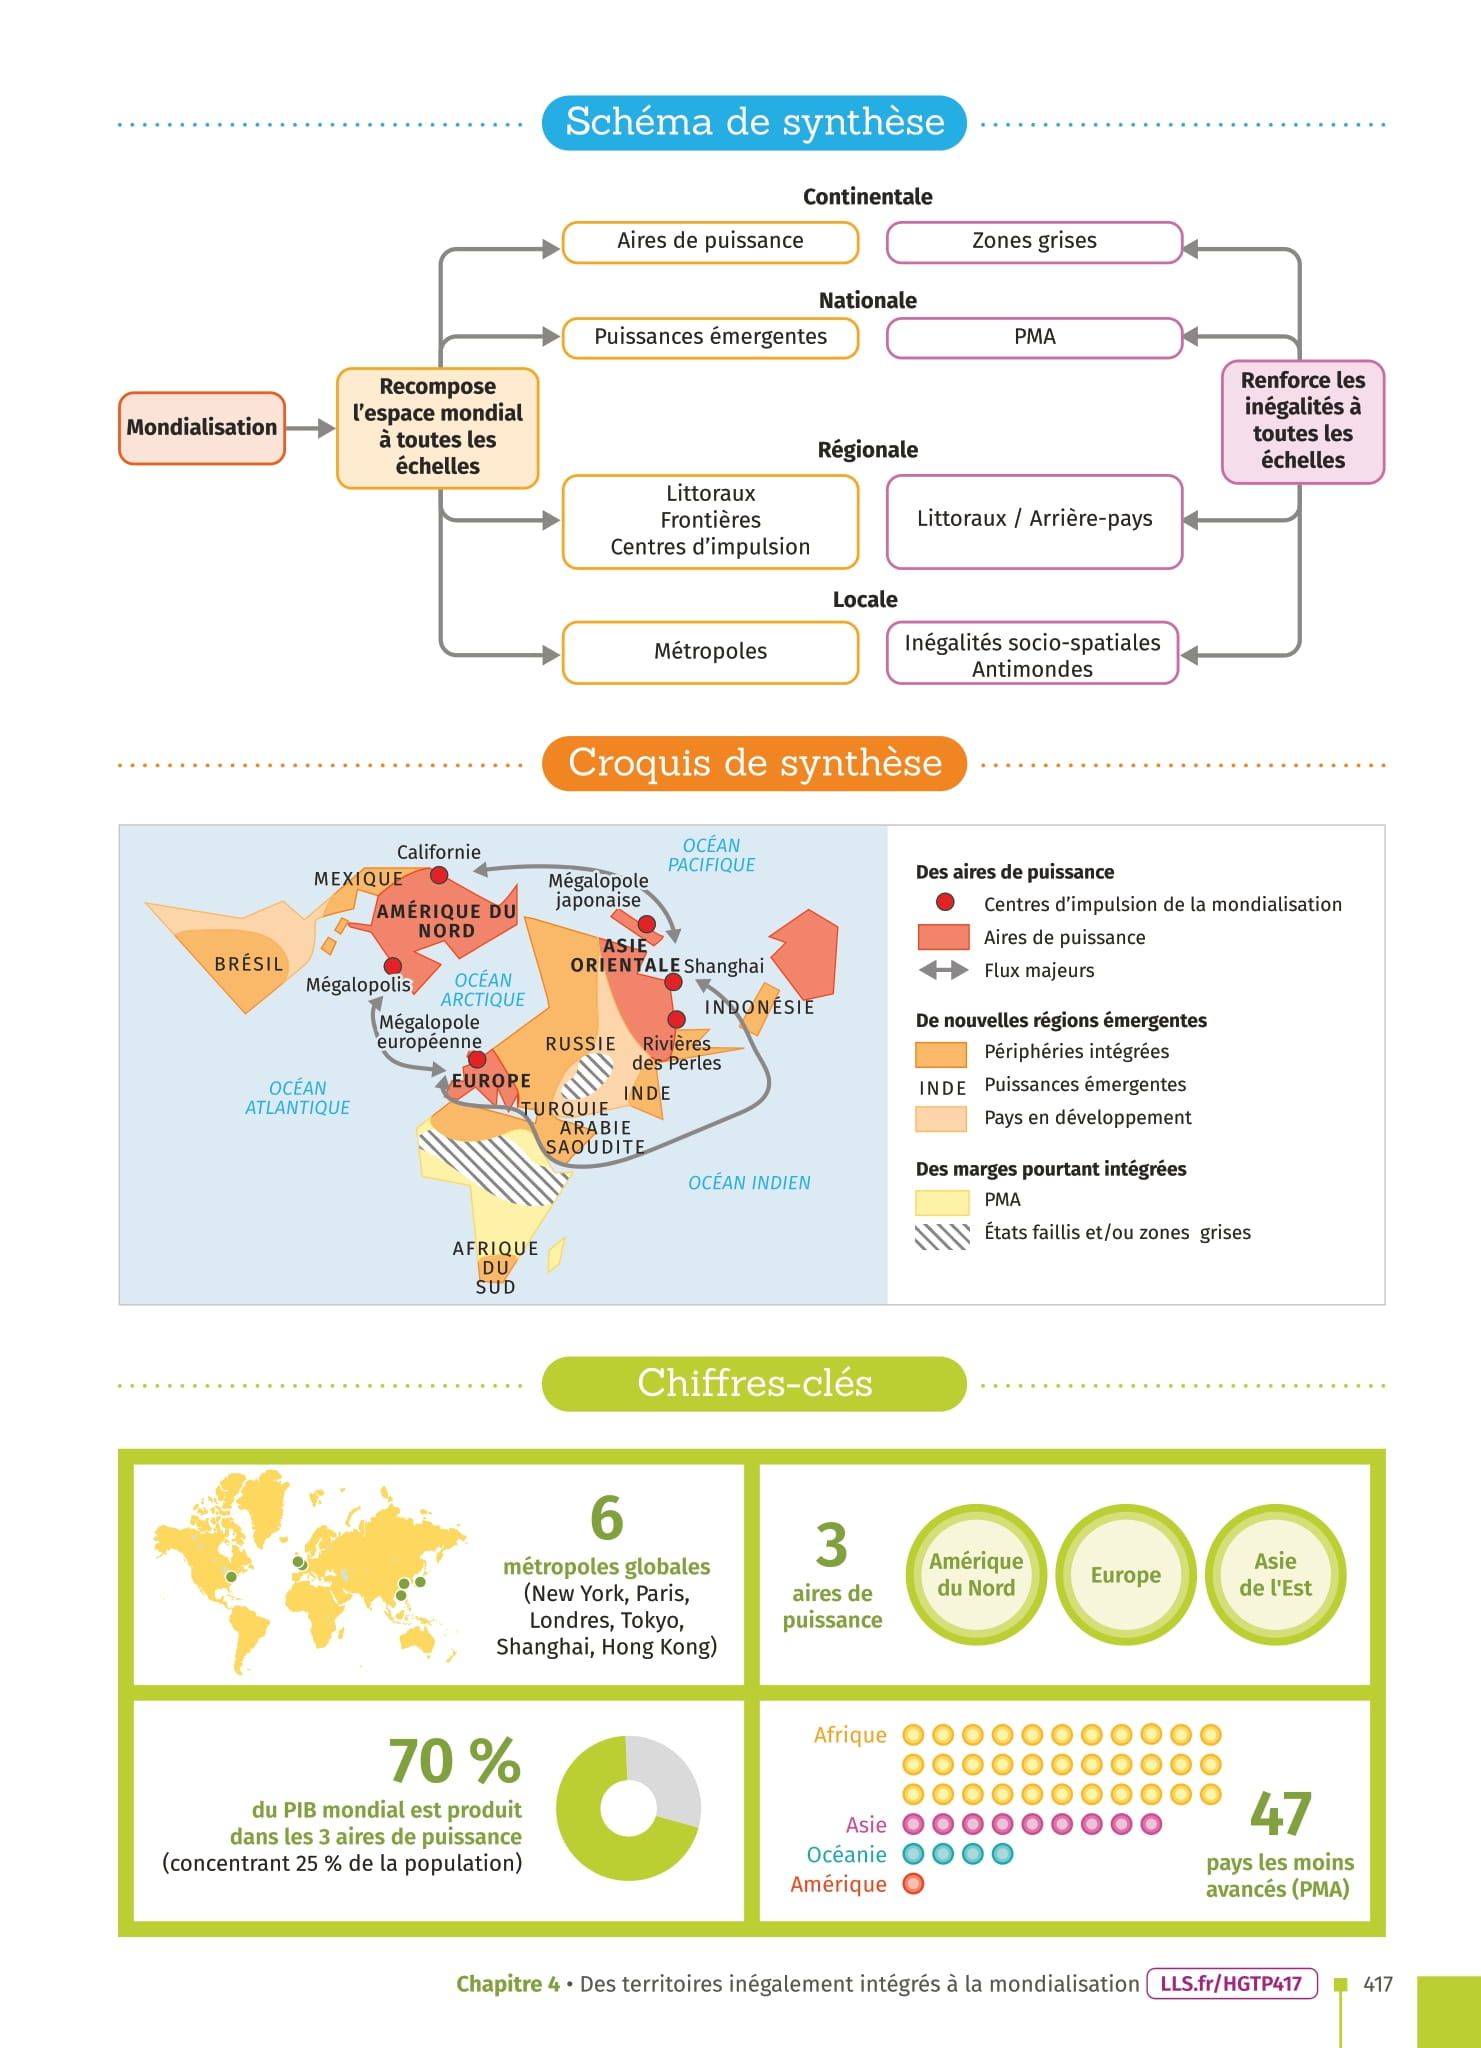 Schéma de synthèse
Continentale
Aires de puissance
Zones grises
Nationale
Puissances émergentes
PMA
Mondialisation
Recompose
l’espace mondial
à toutes les
échelles
Renforce les
inégalités à
toutes les
échelles
Régionale
Littoraux
Frontières
Centres d’impulsion
Littoraux / Arrière-pays
Locale
Métropoles
Inégalités socio-spatiales
Antimondes
Croquis de synthèse
OCÉAN
PACIFIQUE
Californie
MEXIQUE
Mégalopole
japonaise
AMÉRIQUE DU
NORD
ASIE
ORIENTALE
Shanghai
BRÉSIL
Mégalopolis
OCÉAN
ARCTIQUE
INDONÉSIE
Mégalopole
européenne
RUSSIE
Rivières
des Perles
EUROPE
INDE
OCÉAN
ATLANTIQUE
TURQUIE
ARABIE
SAOUDITE
OCÉAN INDIEN
AFRIQUE
DU
SUD
Des aires de puissance
Centres d’impulsion de la mondialisation
Aires de puissance
Flux majeurs
De nouvelles régions émergentes
Périphéries intégrées
INDE Puissances émergentes
Pays en développement
Des marges pourtant intégrées
PMA
États faillis et/ou zones grises
Chiffres-clés
6
métropoles globales
(New York, Paris,
Londres, Tokyo,
Shanghai, Hong Kong)
3
aires de
puissance
Amérique
du Nord
Europe
Asie
de l'Est
70 %
du PIB mondial est produit
dans les 3 aires de puissance
(concentrant 25 % de la population)
Afrique
Asie
Océanie
Amérique
47
pays les moins
avancés (PMA)
Chapitre 4 • Des territoires inégalement intégrés à la mondialisation LLS.fr/HGTP417 417